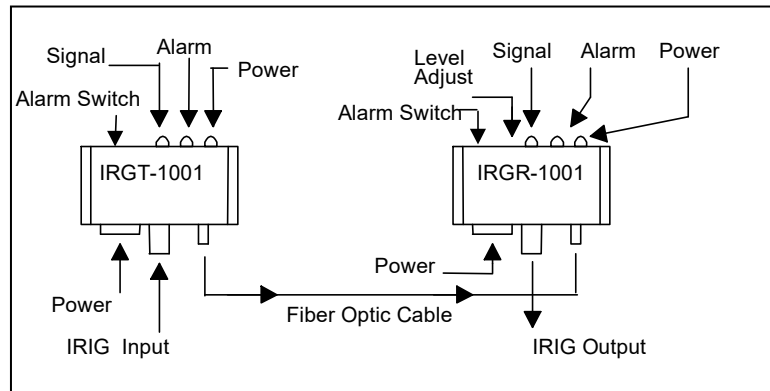 Signal
Alarm
Power
Alarm Switch
IRGT-1001
Power
IRIG Input
Level
Adjust
Signal
Alarm
Power
Alarm Switch
IRGR-1001
Power
Fiber Optic Cable
IRIG Output